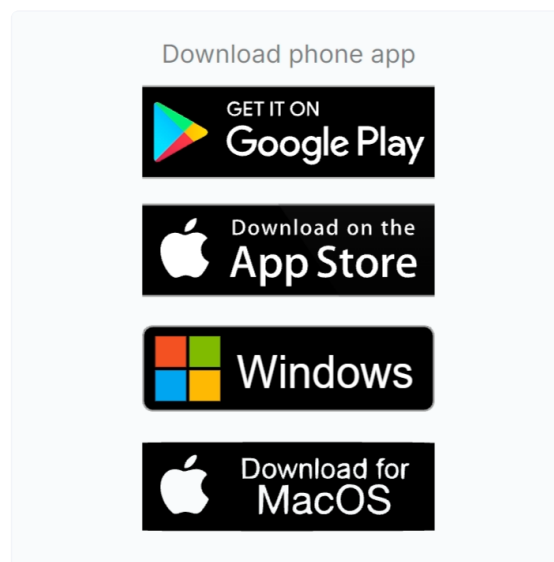 Download phone app
GET IT ON
Google Play
Download on the
App Store
Windows
Download for
MacOS